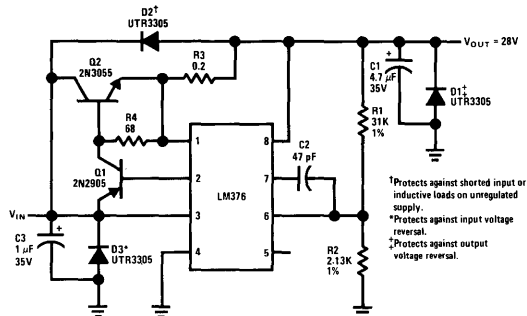 D2†
UTR3305
Q2
2N3055
R3
0.2
R4
68
Q1
2N2905
VIN
C3
1 µF
35V
+
D3*
UTR3305
1
2
3
4
LM376
8
7
6
5
C2
47 pF
R1
31K
1%
R2
2.13K
1%
+
C1
4.7 µF
35V
D1‡
UTR3305
VOUT = 28V
†Protects against shorted input or
inductive loads on unregulated
supply.
*Protects against input voltage
reversal.
‡Protects against output
voltage reversal.